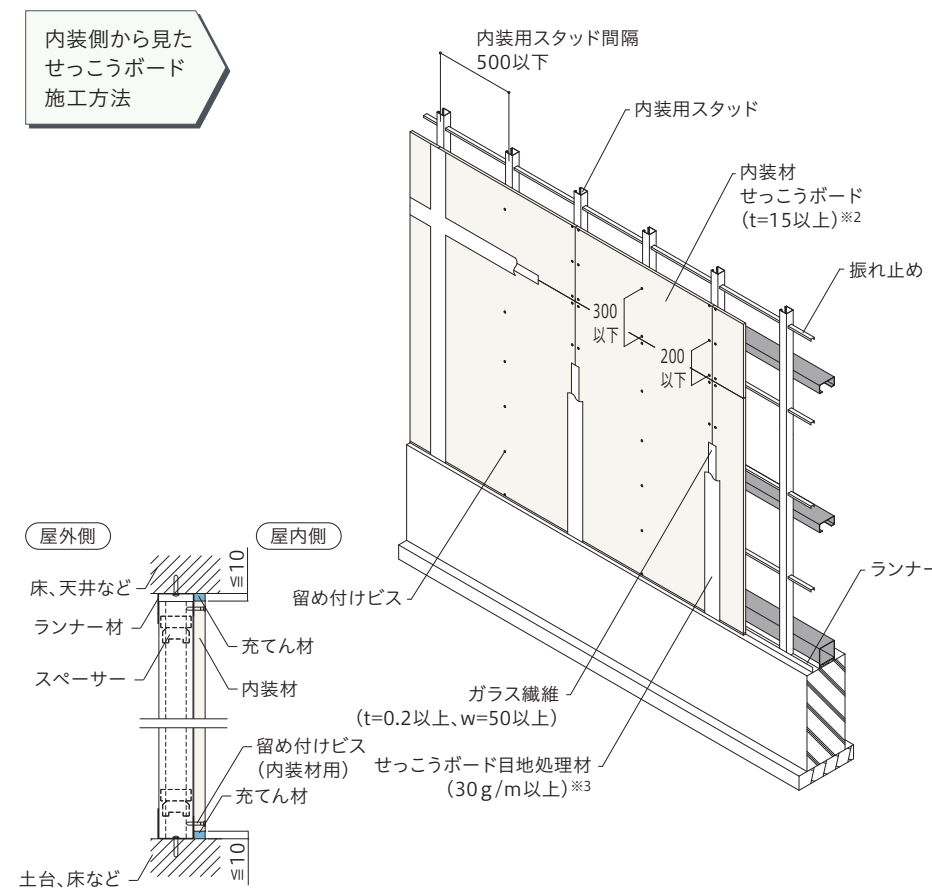 内装側から見た
せっこうボード
施工方法
内装用スタッド間隔
500以下
内装用スタッド
内装材
せっこうボード
(t=15以上)※2
振れ止め
300
以下
200
以下
ランナー
留め付けビス
ガラス繊維
(t=0.2以上、w=50以上)
せっこうボード目地処理材
(30g/m以上)※3
屋外側
屋内側
≦10
床、天井など
ランナー材
スペーサー
充てん材
内装材
留め付けビス
(内装材用)
充てん材
≦10
土台、床など